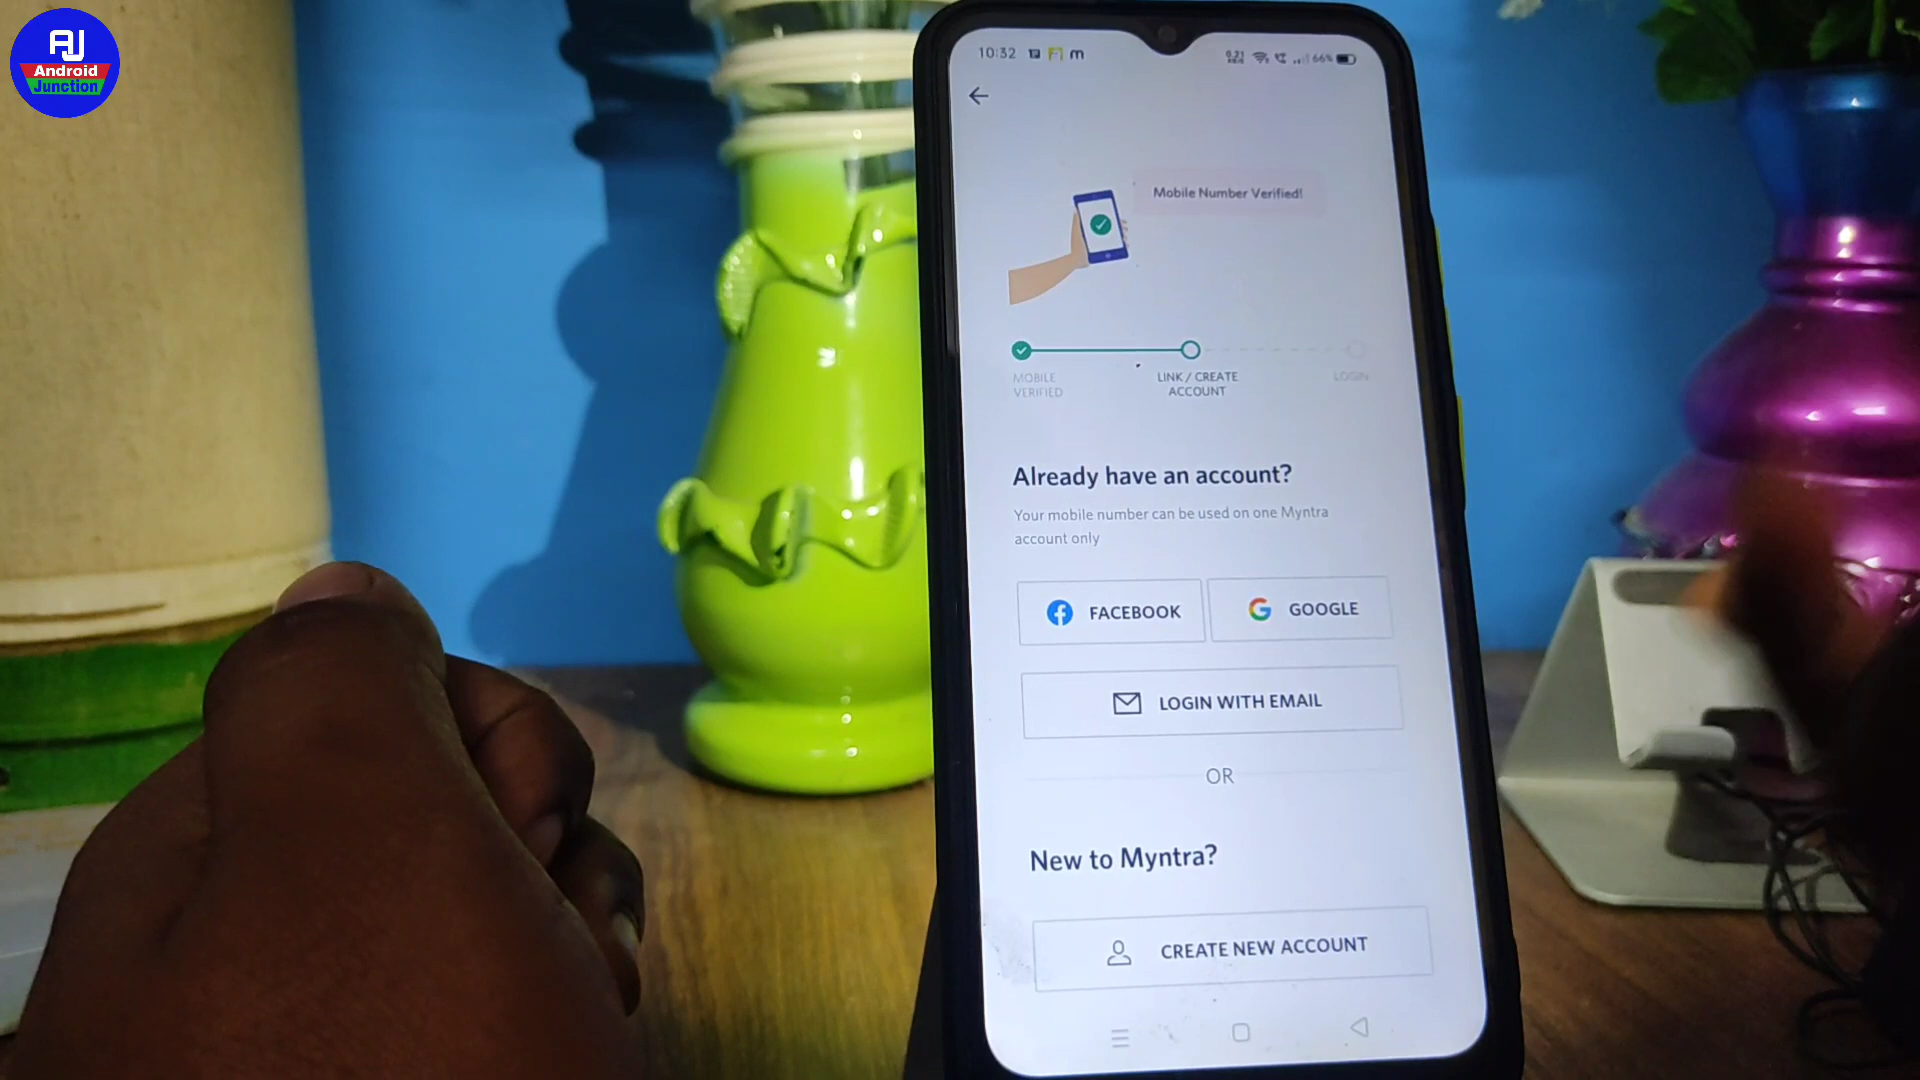 AJ
Android
Junction
10:32
66%
Mobile Number Verified!
MOBILE
VERIFIED
LINK / CREATE
ACCOUNT
LOGIN
Already have an account?
Your mobile number can be used on one Myntra
account only
FACEBOOK
GOOGLE
LOGIN WITH EMAIL
OR
New to Myntra?
CREATE NEW ACCOUNT